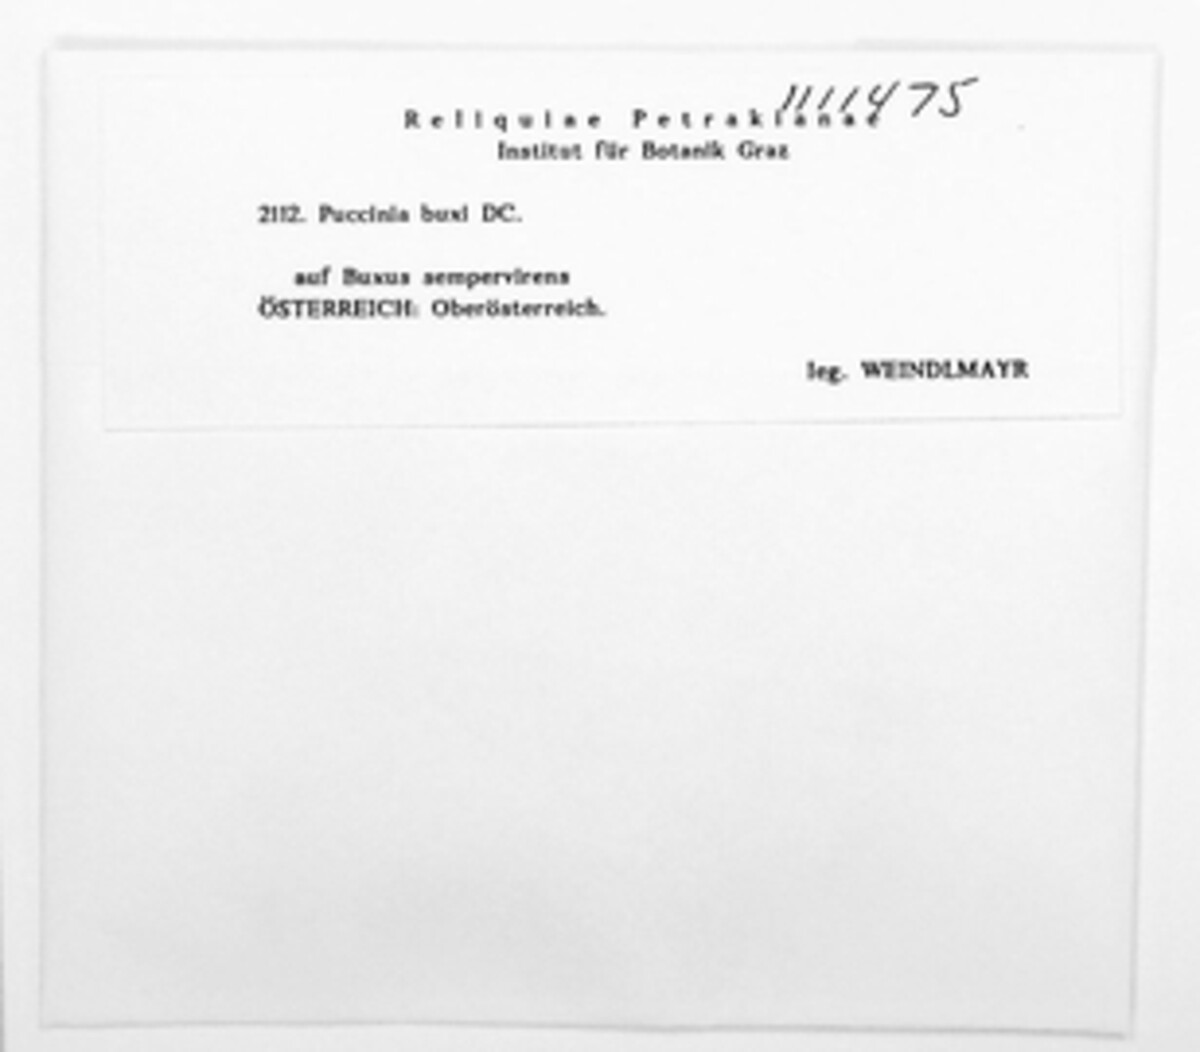 1111475
Reliquiae Petrakianae
Institut für Botanik Graz
2112. Puccinia buxi DC.
auf Buxus sempervirens
ÖSTERREICH: Oberösterreich.
leg. WEINDLMAYR